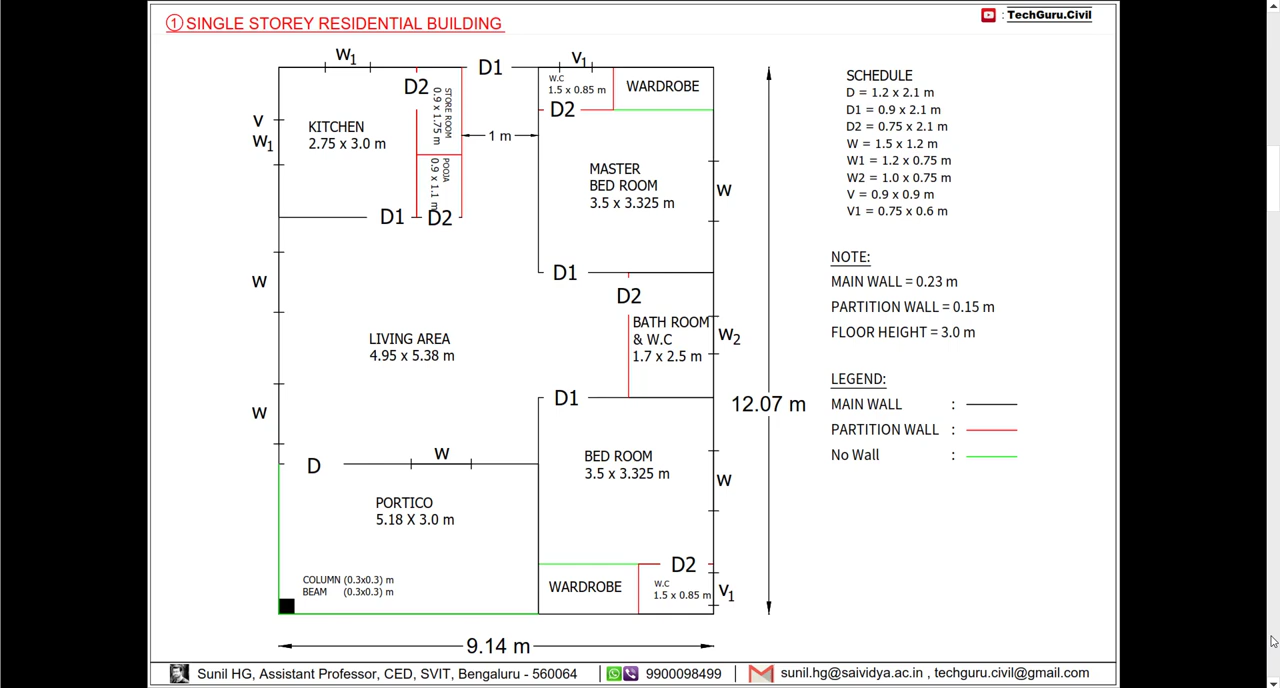 ① SINGLE STOREY RESIDENTIAL BUILDING
: TechGuru.Civil
W1
D1
V1
D2
STORE ROOM
0.9 x 1.75 m
W.C
1.5 x 0.85 m
WARDROBE
D2
V
W1
KITCHEN
2.75 x 3.0 m
1 m
POOJA
0.9 x 1.1 m
MASTER
BED ROOM
3.5 x 3.325 m
W
D1
D2
D1
W
D2
BATH ROOM
& W.C
1.7 x 2.5 m
W2
LIVING AREA
4.95 x 5.38 m
W
D1
12.07 m
D
W
BED ROOM
3.5 x 3.325 m
W
PORTICO
5.18 X 3.0 m
D2
COLUMN (0.3x0.3) m
BEAM (0.3x0.3) m
WARDROBE
W.C
1.5 x 0.85 m
V1
9.14 m
SCHEDULE
D = 1.2 x 2.1 m
D1 = 0.9 x 2.1 m
D2 = 0.75 x 2.1 m
W = 1.5 x 1.2 m
W1 = 1.2 x 0.75 m
W2 = 1.0 x 0.75 m
V = 0.9 x 0.9 m
V1 = 0.75 x 0.6 m
NOTE:
MAIN WALL = 0.23 m
PARTITION WALL = 0.15 m
FLOOR HEIGHT = 3.0 m
LEGEND:
MAIN WALL :
PARTITION WALL :
No Wall :
Sunil HG, Assistant Professor, CED, SVIT, Bengaluru - 560064
9900098499
sunil.hg@saividya.ac.in , techguru.civil@gmail.com